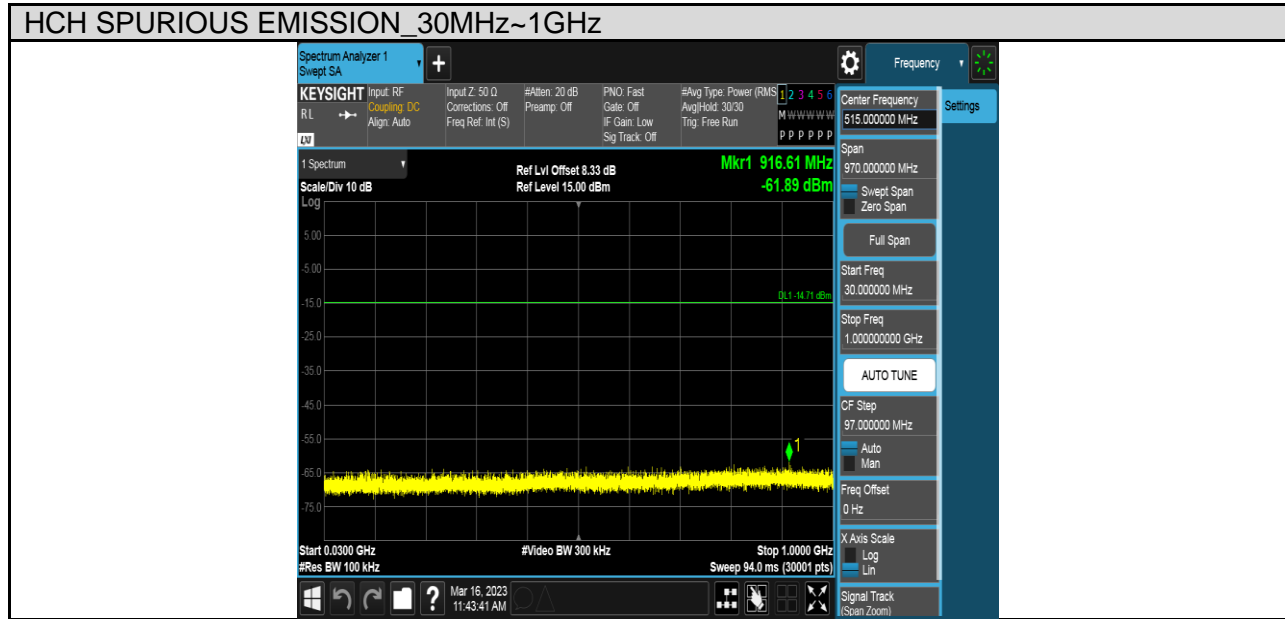 HCH SPURIOUS EMISSION_30MHz~1GHz
Spectrum Analyzer 1
Swept SA
+
Frequency
KEYSIGHT
RL
LXI
Input: RF
Coupling: DC
Align: Auto
Input Z: 50 Ω
Corrections: Off
Freq Ref: Int (S)
#Atten: 20 dB
Preamp: Off
PNO: Fast
Gate: Off
IF Gain: Low
Sig Track: Off
#Avg Type: Power (RMS
Avg|Hold: 30/30
Trig: Free Run
1 2 3 4 5 6
M W W W W W
P P P P P P
1 Spectrum
Scale/Div 10 dB
Log
Ref Lvl Offset 8.33 dB
Ref Level 15.00 dBm
Mkr1 916.61 MHz
-61.89 dBm
5.00
-5.00
-15.0
DL1 -14.71 dBm
-25.0
-35.0
-45.0
-55.0
1
-65.0
-75.0
Start 0.0300 GHz
#Video BW 300 kHz
Stop 1.0000 GHz
#Res BW 100 kHz
Sweep 94.0 ms (30001 pts)
?
Mar 16, 2023
11:43:41 AM
Center Frequency
515.000000 MHz
Span
970.000000 MHz
Swept Span
Zero Span
Full Span
Start Freq
30.000000 MHz
Stop Freq
1.000000000 GHz
AUTO TUNE
CF Step
97.000000 MHz
Auto
Man
Freq Offset
0 Hz
X Axis Scale
Log
Lin
Signal Track
(Span Zoom)
Settings